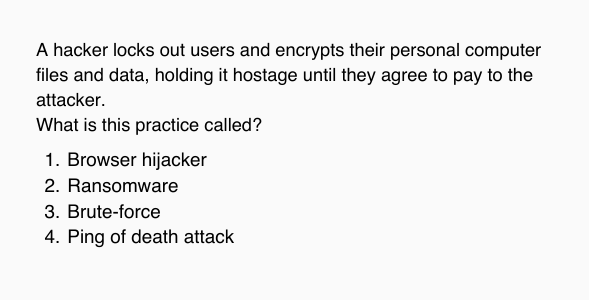 A hacker locks out users and encrypts their personal computer
files and data, holding it hostage until they agree to pay to the
attacker.
What is this practice called?
1. Browser hijacker
2. Ransomware
3. Brute-force
4. Ping of death attack